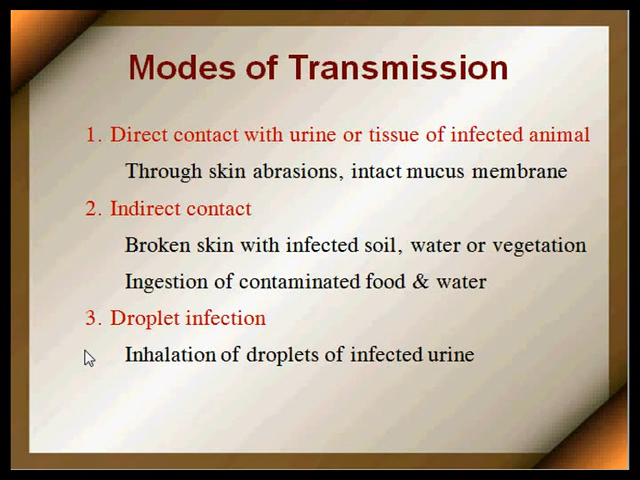 Modes of Transmission
1. Direct contact with urine or tissue of infected animal
Through skin abrasions, intact mucus membrane
2. Indirect contact
Broken skin with infected soil, water or vegetation
Ingestion of contaminated food & water
3. Droplet infection
Inhalation of droplets of infected urine